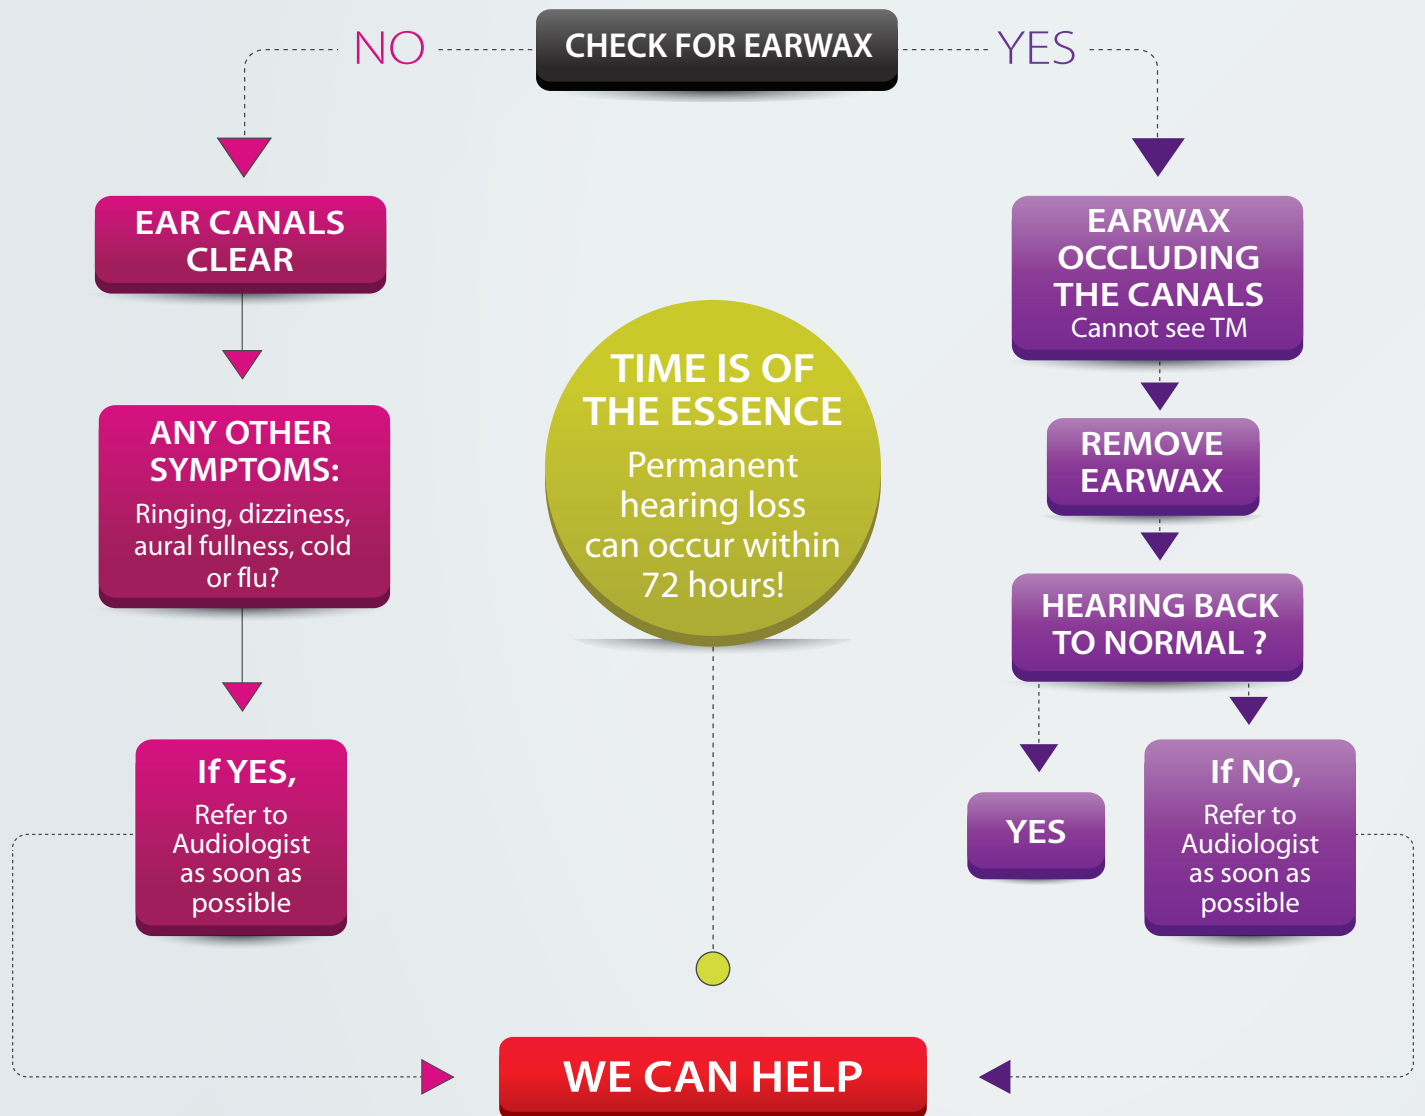 CHECK FOR EARWAX
NO
YES
EAR CANALS
CLEAR
ANY OTHER
SYMPTOMS:
Ringing, dizziness,
aural fullness, cold
or flu?
If YES,
Refer to
Audiologist
as soon as
possible
TIME IS OF
THE ESSENCE
Permanent
hearing loss
can occur within
72 hours!
EARWAX
OCCLUDING
THE CANALS
Cannot see TM
REMOVE
EARWAX
HEARING BACK
TO NORMAL ?
YES
If NO,
Refer to
Audiologist
as soon as
possible
WE CAN HELP